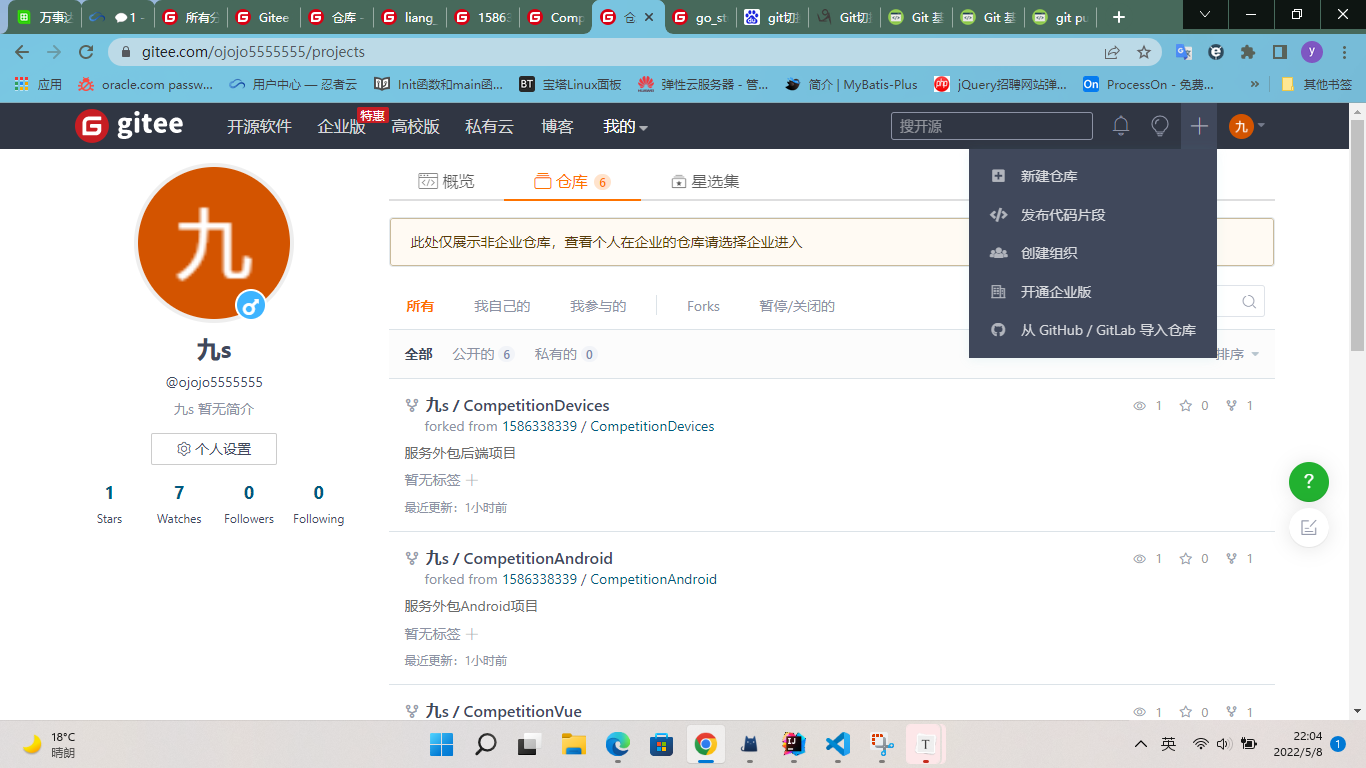 万事达
1 -
所有分
Gitee
仓库 -
liang_
15863
Comp
仓
go_st
git切
Git切
Git 基
Git 基
git pu
gitee.com/ojojo5555555/projects
y
应用
oracle.com passw...
用户中心 — 忍者云
Init函数和main函...
BT 宝塔Linux面板
弹性云服务器 - 管...
简介 | MyBatis-Plus
php jQuery招聘网站弹...
On ProcessOn - 免费...
»
其他书签
gitee
开源软件
企业版
特惠
高校版
私有云
博客
我的
搜开源
九
新建仓库
发布代码片段
创建组织
开通企业版
从 GitHub / GitLab 导入仓库
九
九s
@ojojo5555555
九s 暂无简介
个人设置
1
7
0
0
Stars
Watches
Followers
Following
概览
仓库 6
星选集
此处仅展示非企业仓库，查看个人在企业的仓库请选择企业进入
所有
我自己的
我参与的
Forks
暂停/关闭的
全部
公开的 6
私有的 0
排序
九s / CompetitionDevices
1
0
1
forked from 1586338339 / CompetitionDevices
服务外包后端项目
暂无标签
最近更新：1小时前
九s / CompetitionAndroid
1
0
1
forked from 1586338339 / CompetitionAndroid
服务外包Android项目
暂无标签
最近更新：1小时前
九s / CompetitionVue
1
0
1
?
18°C
晴朗
T
英
22:04
2022/5/8
1